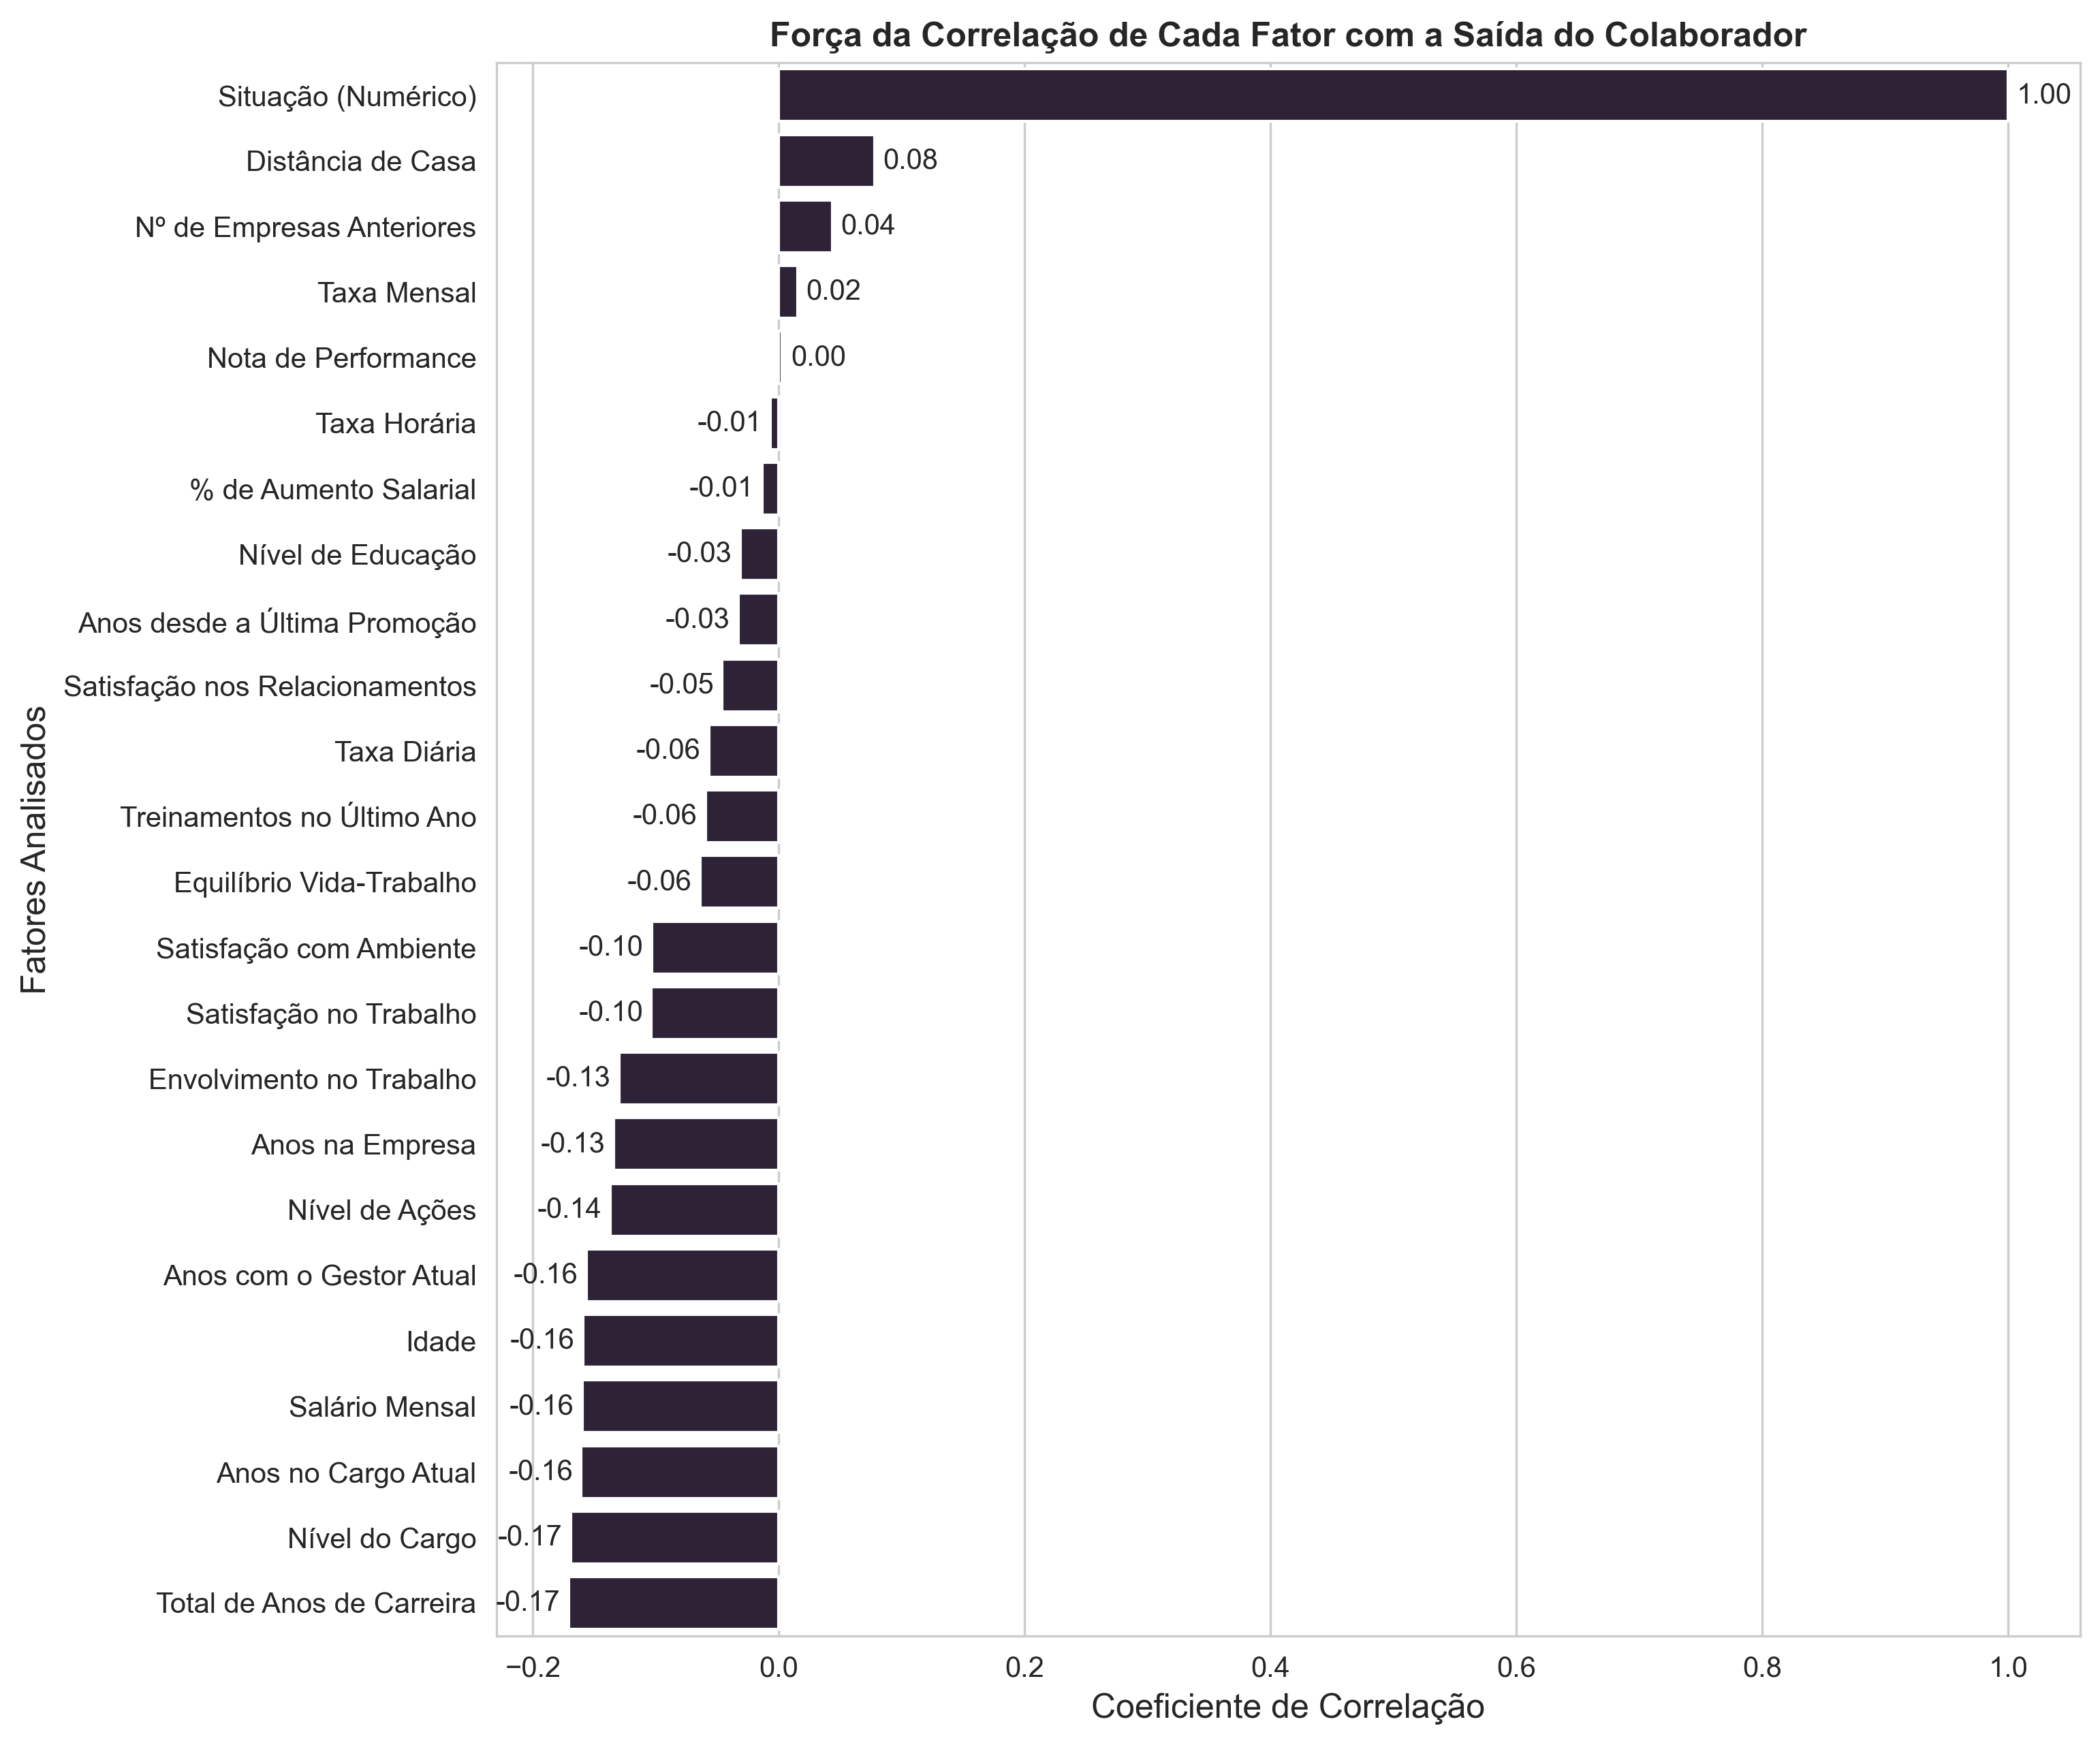 Força da Correlação de Cada Fator com a Saída do Colaborador
Situação (Numérico) 1.00
Distância de Casa 0.08
Nº de Empresas Anteriores 0.04
Taxa Mensal 0.02
Nota de Performance 0.00
Taxa Horária -0.01
% de Aumento Salarial -0.01
Nível de Educação -0.03
Anos desde a Última Promoção -0.03
Satisfação nos Relacionamentos -0.05
Taxa Diária -0.06
Treinamentos no Último Ano -0.06
Equilíbrio Vida-Trabalho -0.06
Satisfação com Ambiente -0.10
Satisfação no Trabalho -0.10
Envolvimento no Trabalho -0.13
Anos na Empresa -0.13
Nível de Ações -0.14
Anos com o Gestor Atual -0.16
Idade -0.16
Salário Mensal -0.16
Anos no Cargo Atual -0.16
Nível do Cargo -0.17
Total de Anos de Carreira -0.17
Fatores Analisados
−0.2 0.0 0.2 0.4 0.6 0.8 1.0
Coeficiente de Correlação